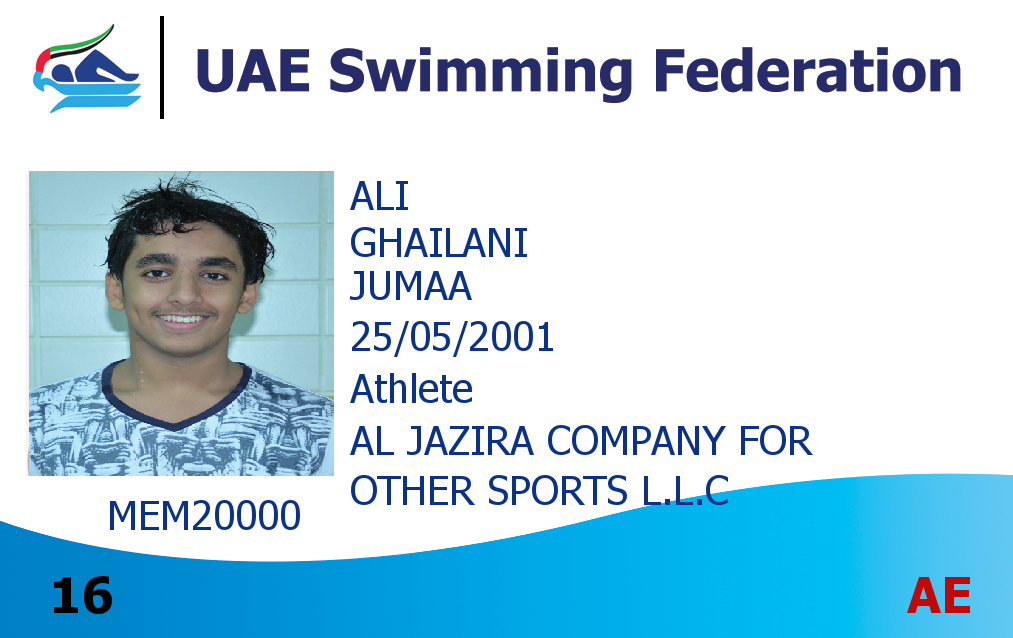 UAE Swimming Federation
ALI
GHAILANI
JUMAA
25/05/2001
Athlete
AL JAZIRA COMPANY FOR
OTHER SPORTS L.L.C
MEM20000
16
AE